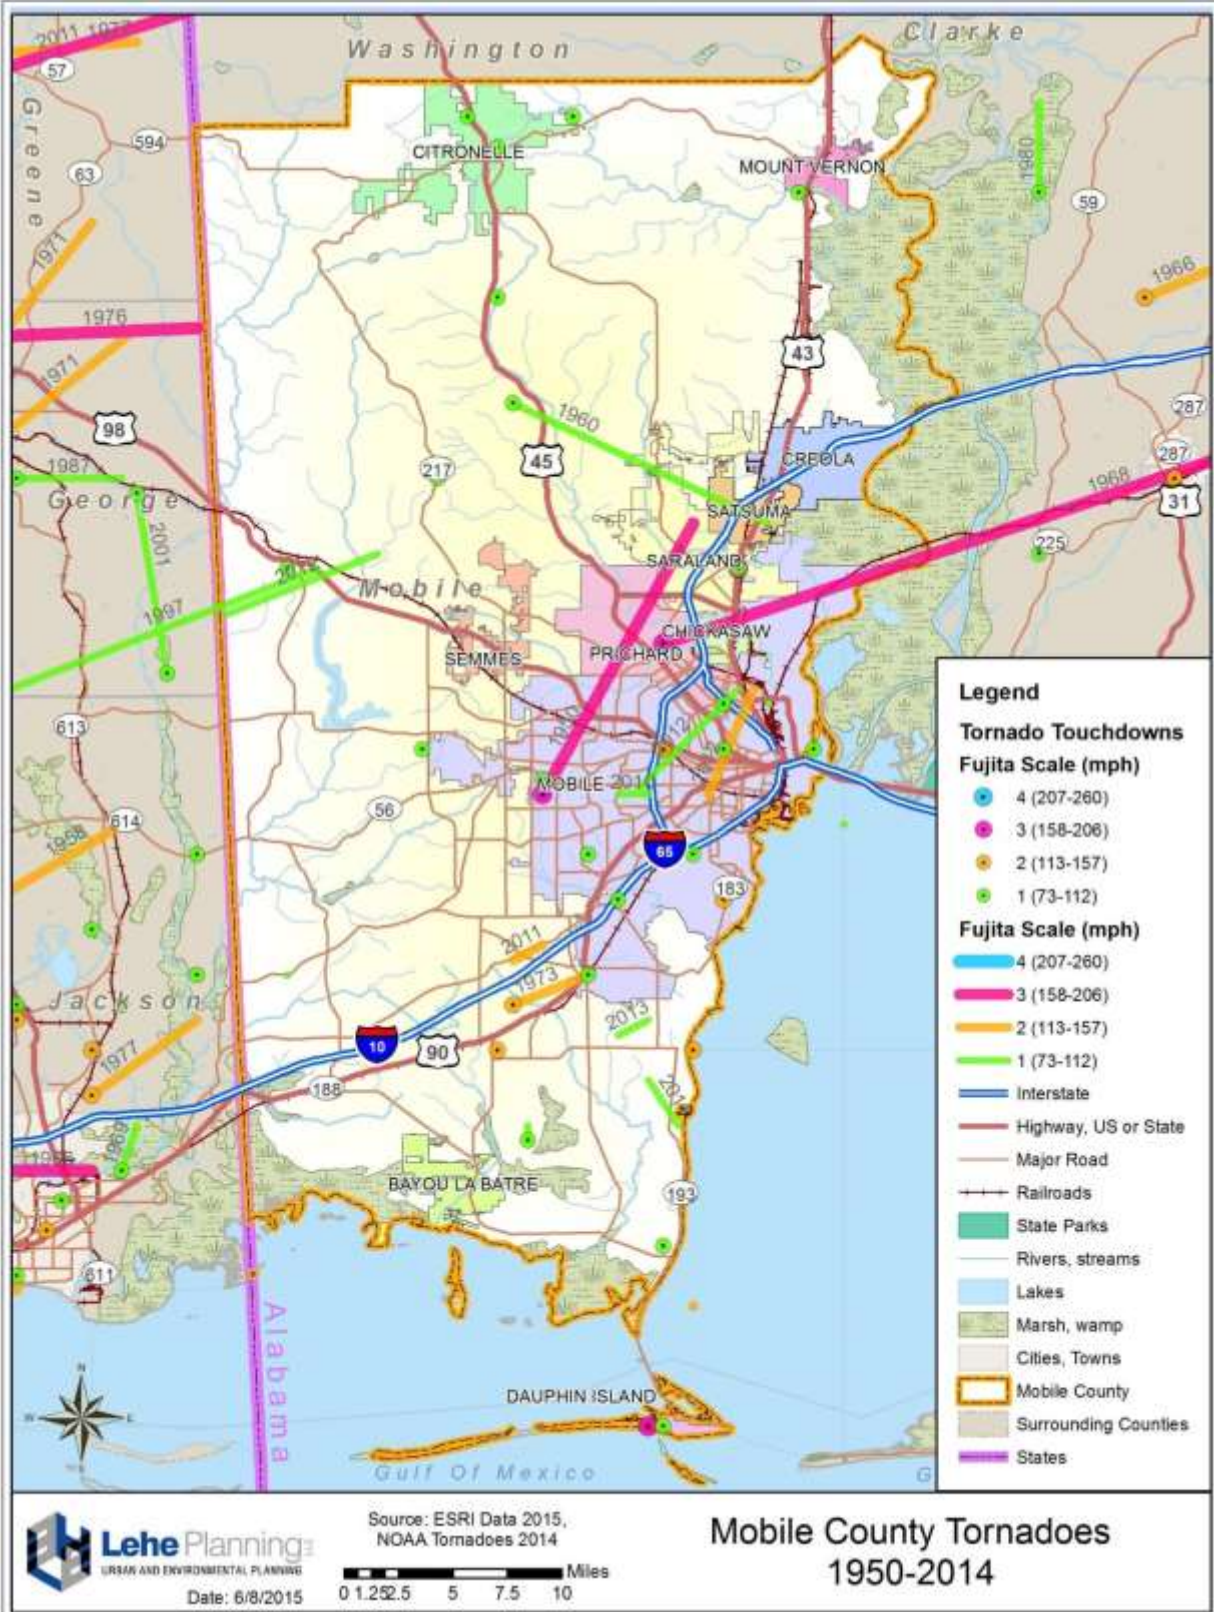 2011 1977
57
Washington
Clarke
Greene
594
CITRONELLE
MOUNT VERNON
1980
63
59
1971
1966
1976
43
1971
98
1960
287
45
217
CREOLA
287
1987
George
1968
SATSUMA
31
2001
SARALAND
225
Mobile
1997
CHICKASAW
PRICHARD
SEMMES
613
MOBILE
56
614
1958
65
183
2011
1973
Jackson
2013
10
90
1977
188
1969
BAYOU LA BATRE
193
611
Alabama
N
W
E
DAUPHIN ISLAND
Gulf Of Mexico
G
Legend
Tornado Touchdowns
Fujita Scale (mph)
4 (207-260)
3 (158-206)
2 (113-157)
1 (73-112)
Fujita Scale (mph)
4 (207-260)
3 (158-206)
2 (113-157)
1 (73-112)
Interstate
Highway, US or State
Major Road
Railroads
State Parks
Rivers, streams
Lakes
Marsh, wamp
Cities, Towns
Mobile County
Surrounding Counties
States
Lehe Planning
URBAN AND ENVIRONMENTAL PLANNING
Date: 6/8/2015
Source: ESRI Data 2015,
NOAA Tornadoes 2014
Miles
0 1.252.5 5 7.5 10
Mobile County Tornadoes
1950-2014